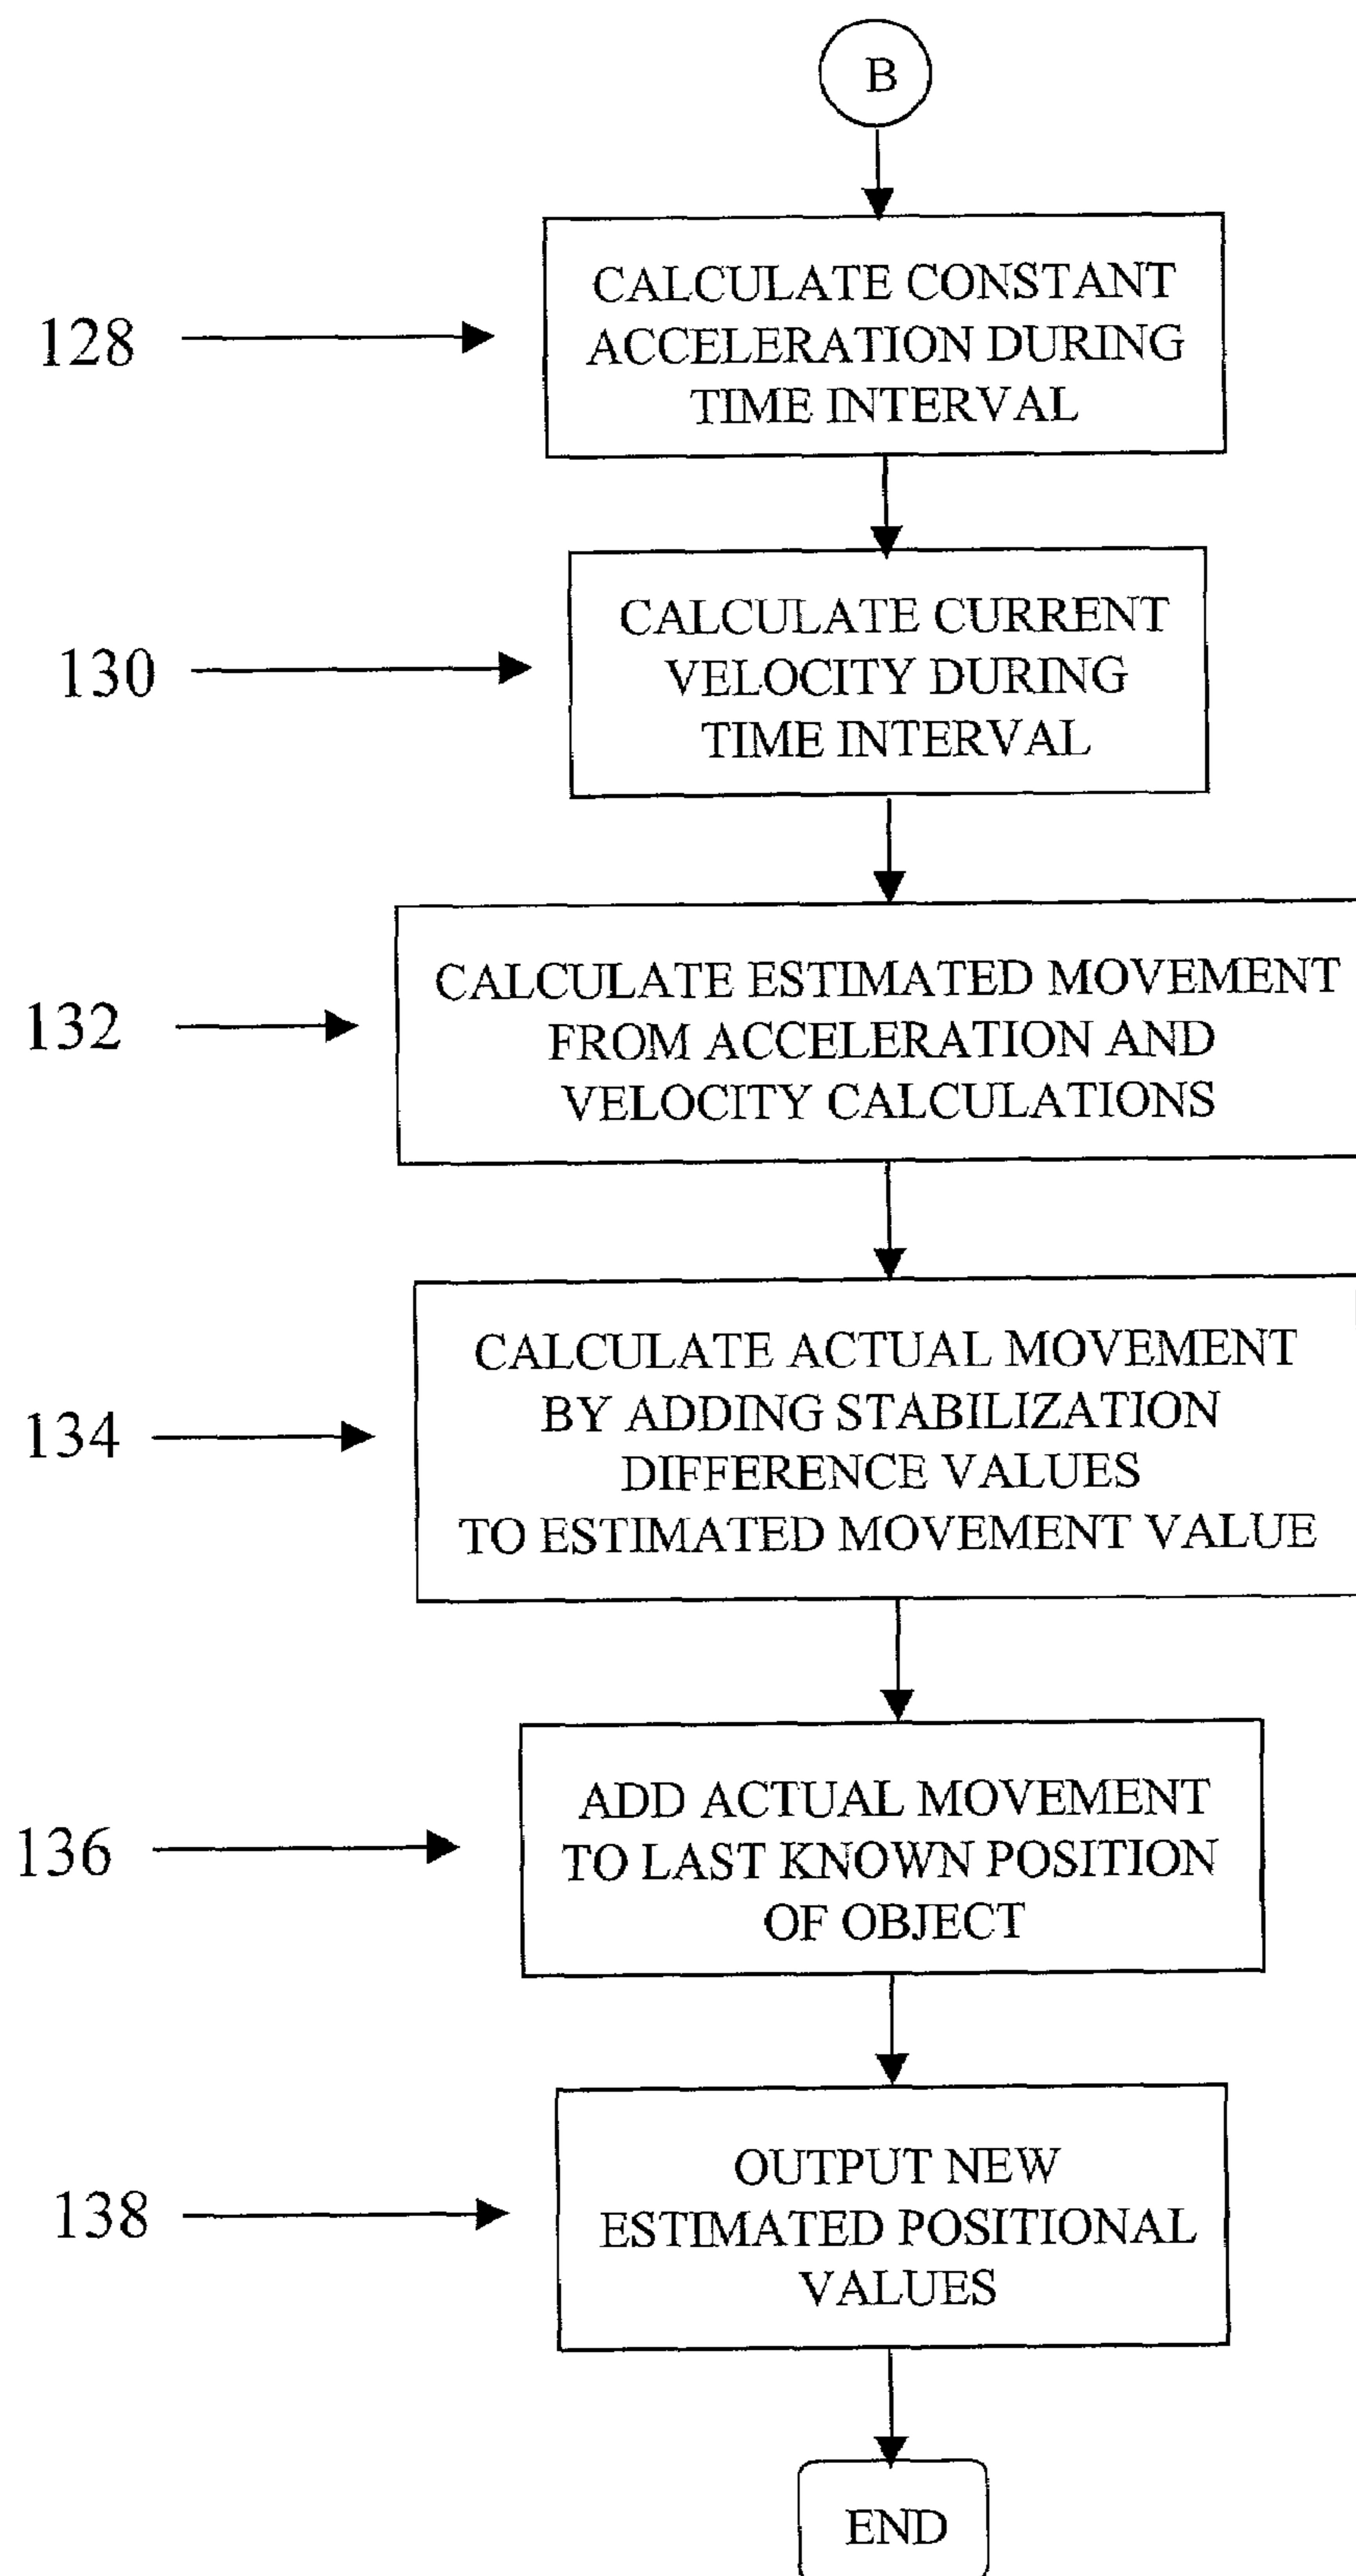 B
128
CALCULATE CONSTANT
ACCELERATION DURING
TIME INTERVAL
130
CALCULATE CURRENT
VELOCITY DURING
TIME INTERVAL
132
CALCULATE ESTIMATED MOVEMENT
FROM ACCELERATION AND
VELOCITY CALCULATIONS
134
CALCULATE ACTUAL MOVEMENT
BY ADDING STABILIZATION
DIFFERENCE VALUES
TO ESTIMATED MOVEMENT VALUE
136
ADD ACTUAL MOVEMENT
TO LAST KNOWN POSITION
OF OBJECT
138
OUTPUT NEW
ESTIMATED POSITIONAL
VALUES
END